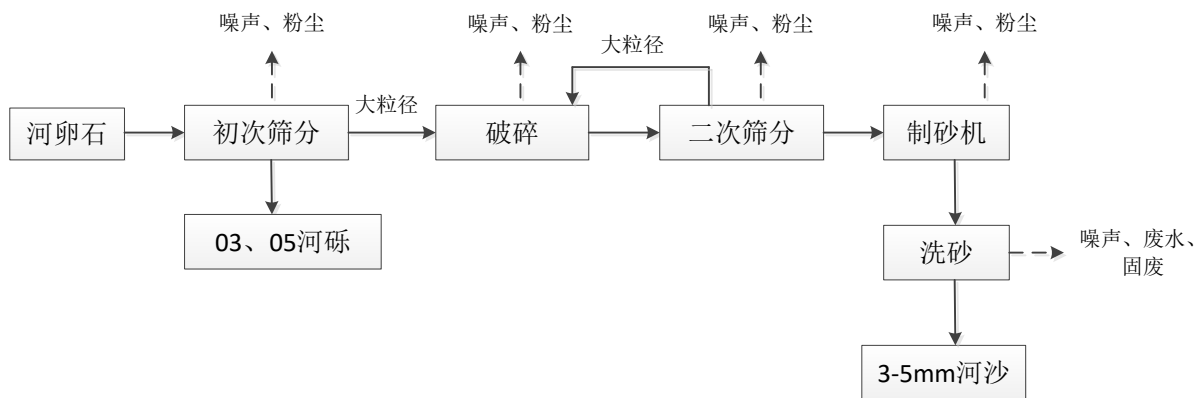 噪声、粉尘
噪声、粉尘
噪声、粉尘
噪声、粉尘
大粒径
大粒径
河卵石
初次筛分
破碎
二次筛分
制砂机
03、05河砾
洗砂
噪声、废水、
固废
3-5mm河沙